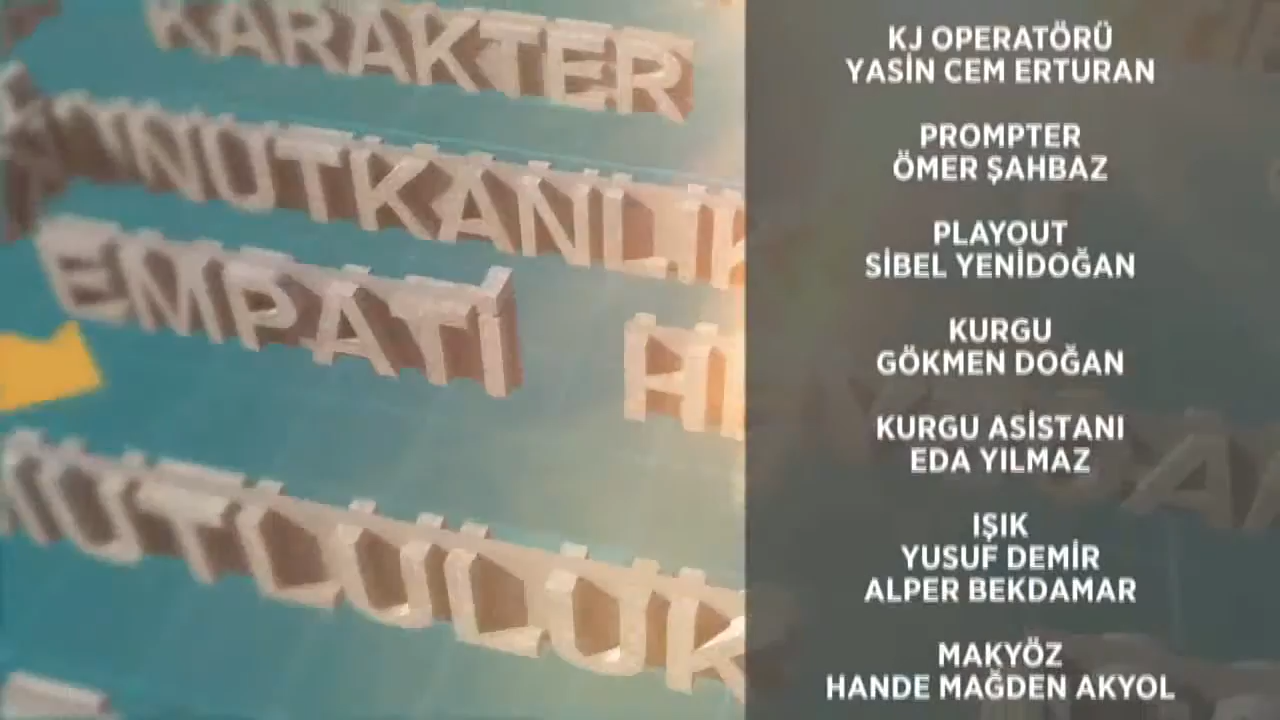 KARAKTER
EMPATİ
KJ OPERATÖRÜ
YASİN CEM ERTURAN
PROMPTER
ÖMER ŞAHBAZ
PLAYOUT
SİBEL YENİDOĞAN
KURGU
GÖKMEN DOĞAN
KURGU ASİSTANI
EDA YILMAZ
IŞIK
YUSUF DEMİR
ALPER BEKDAMAR
MAKYÖZ
HANDE MAĞDEN AKYOL